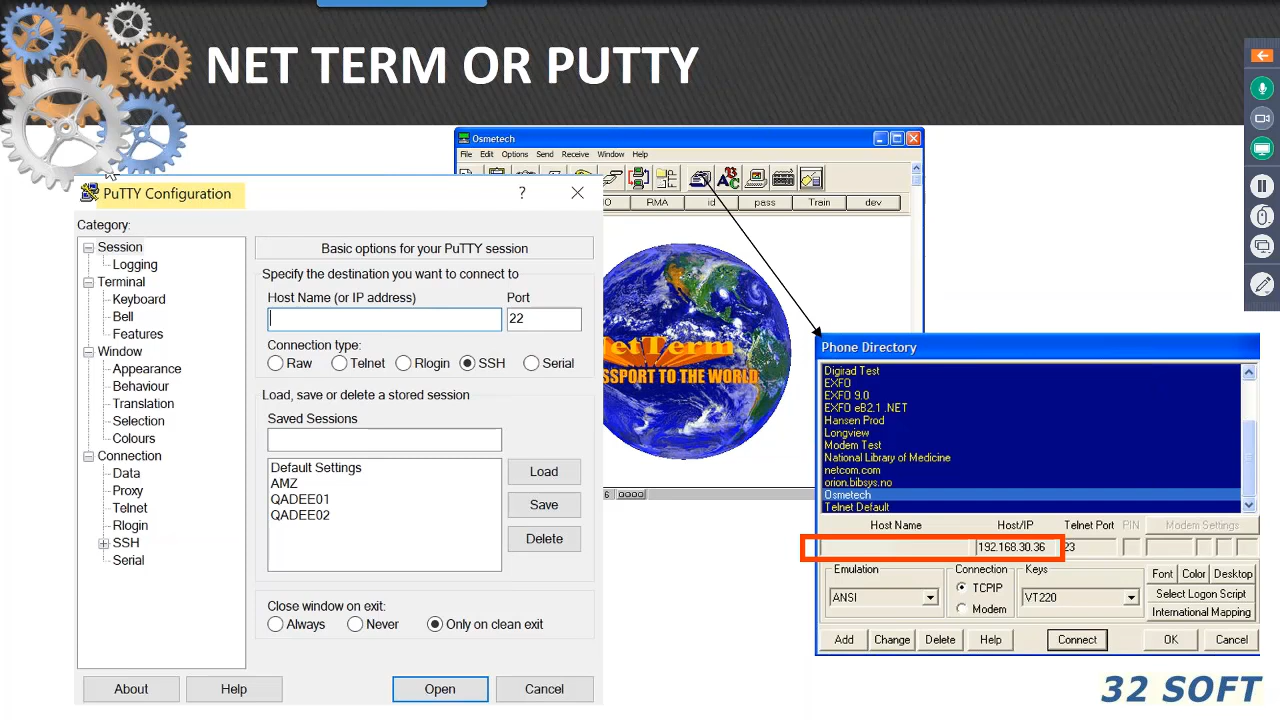 NET TERM OR PUTTY
Osmetech
File Edit Options Send Receive Window Help
RMA id pass Train dev
PuTTY Configuration
?
Category:
Session
Logging
Terminal
Keyboard
Bell
Features
Window
Appearance
Behaviour
Translation
Selection
Colours
Connection
Data
Proxy
Telnet
Rlogin
SSH
Serial
Basic options for your PuTTY session
Specify the destination you want to connect to
Host Name (or IP address) Port
22
Connection type:
Raw Telnet Rlogin SSH Serial
Load, save or delete a stored session
Saved Sessions
Default Settings
AMZ
QADEE01
QADEE02
Load
Save
Delete
Close window on exit:
Always Never Only on clean exit
About Help Open Cancel
NetTerm
SSPORT TO THE WORLD
Phone Directory
Digirad Test
EXFO
EXFO 9.0
EXFO eB2.1 .NET
Hansen Prod
Longview
Modem Test
National Library of Medicine
netcom.com
orion.bibsys.no
Osmetech
Telnet Default
Host Name Host/IP Telnet Port PIN Modem Settings
192.168.30.36 23
Emulation Connection Keys
ANSI TCPIP Modem VT220
Font Color Desktop
Select Logon Script
International Mapping
Add Change Delete Help Connect OK Cancel
32 SOFT